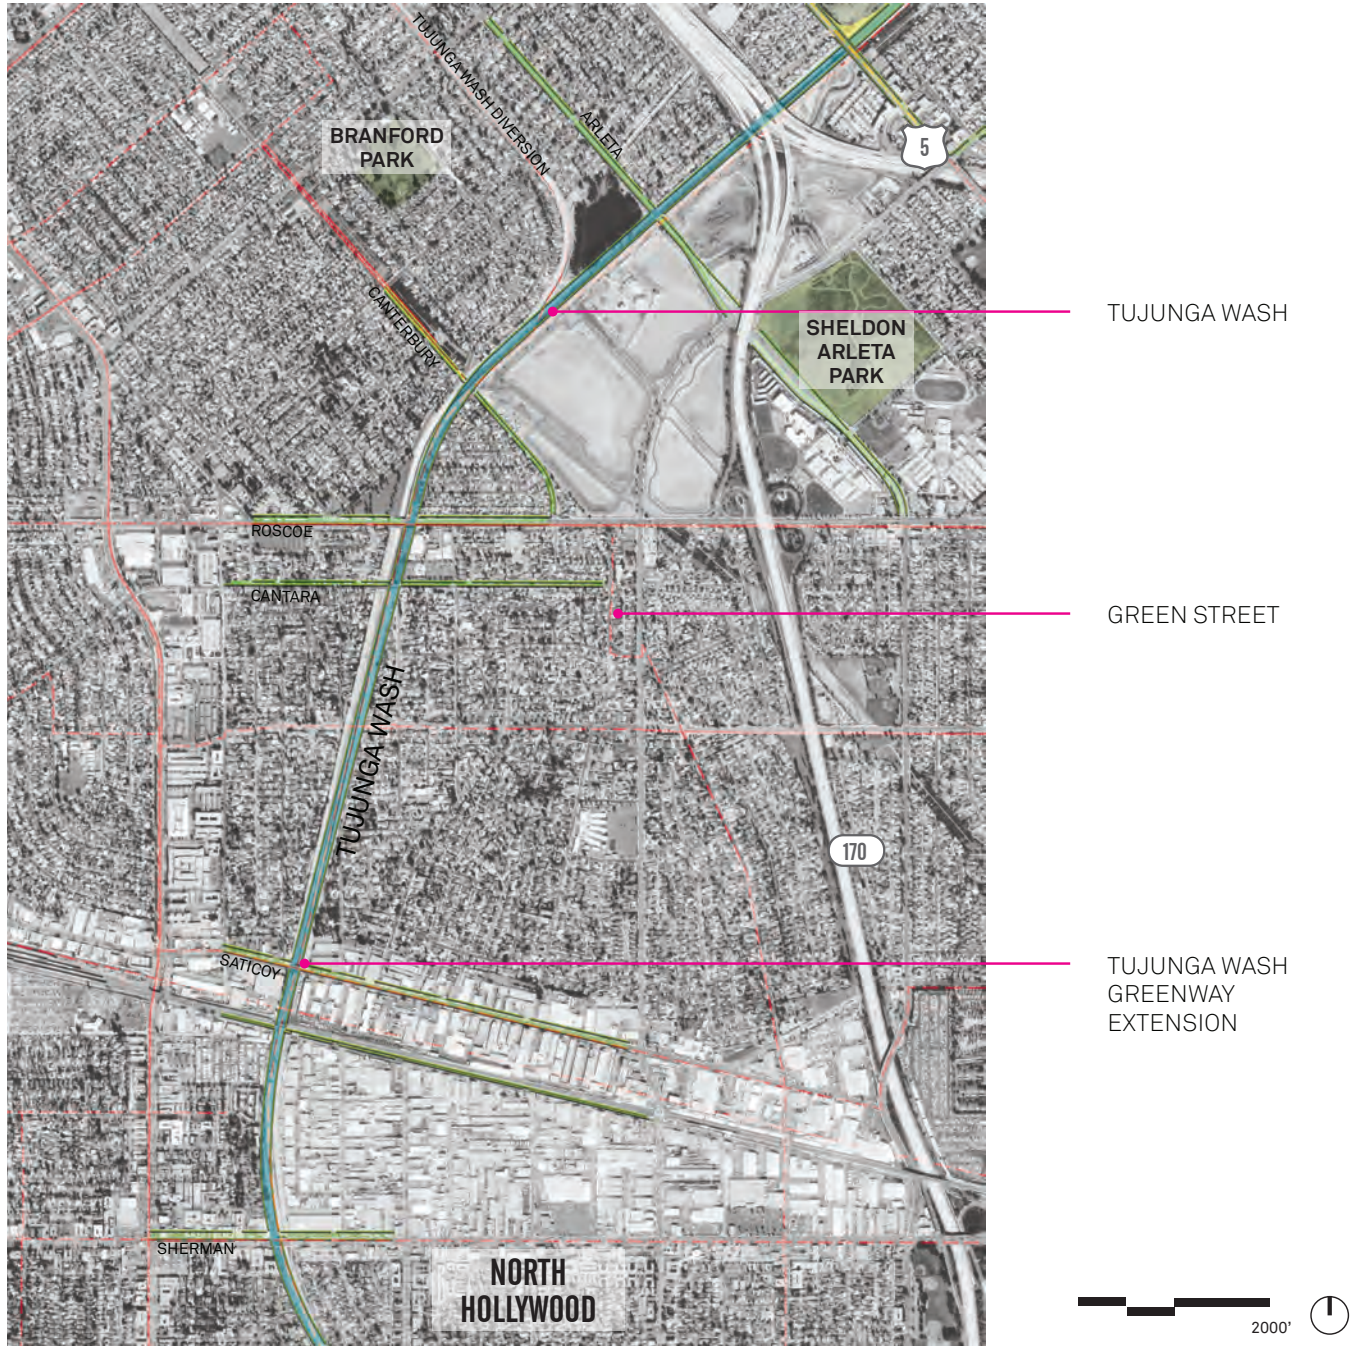 TUJUNGA WASH DIVERSION
ARLETA
BRANFORD
PARK
5
CANTERBURY
TUJUNGA WASH
SHELDON
ARLETA
PARK
ROSCOE
CANTARA
GREEN STREET
TUJUNGA WASH
170
SATICOY
TUJUNGA WASH
GREENWAY
EXTENSION
SHERMAN
NORTH
HOLLYWOOD
2000'